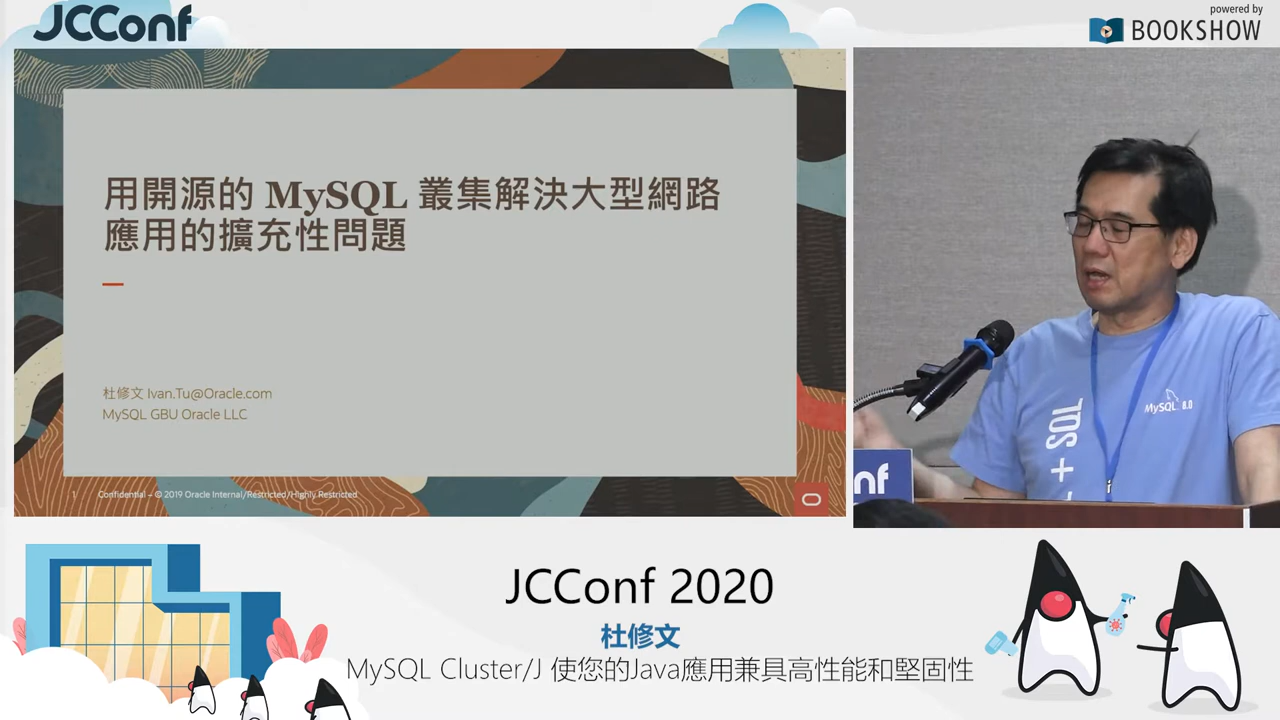 JCConf
powered by
BOOKSHOW
用開源的 MySQL 叢集解決大型網路
應用的擴充性問題
杜修文 Ivan.Tu@Oracle.com
MySQL GBU Oracle LLC
1 Confidential – © 2019 Oracle Internal/Restricted/Highly Restricted
MySQL 8.0
SQL +
nf
JCConf 2020
杜修文
MySQL Cluster/J 使您的Java應用兼具高性能和堅固性